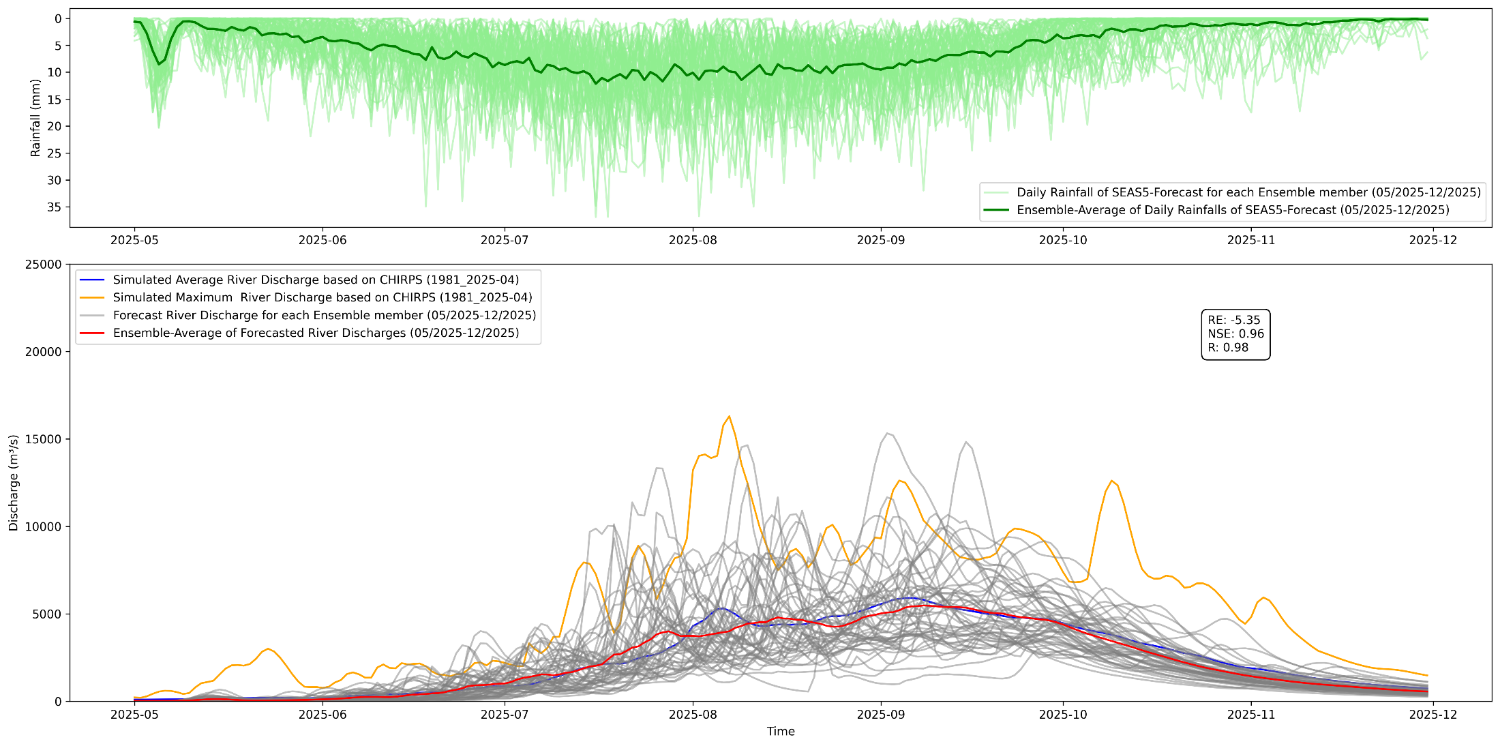 0
5
10
15
20
25
30
35
Rainfall (mm)
Daily Rainfall of SEAS5-Forecast for each Ensemble member (05/2025-12/2025)
Ensemble-Average of Daily Rainfalls of SEAS5-Forecast (05/2025-12/2025)
2025-05 2025-06 2025-07 2025-08 2025-09 2025-10 2025-11 2025-12
25000
20000
15000
10000
5000
0
Discharge (m³/s)
Simulated Average River Discharge based on CHIRPS (1981_2025-04)
Simulated Maximum  River Discharge based on CHIRPS (1981_2025-04)
Forecast River Discharge for each Ensemble member (05/2025-12/2025)
Ensemble-Average of Forecasted River Discharges (05/2025-12/2025)
RE: -5.35
NSE: 0.96
R: 0.98
2025-05 2025-06 2025-07 2025-08 2025-09 2025-10 2025-11 2025-12
Time